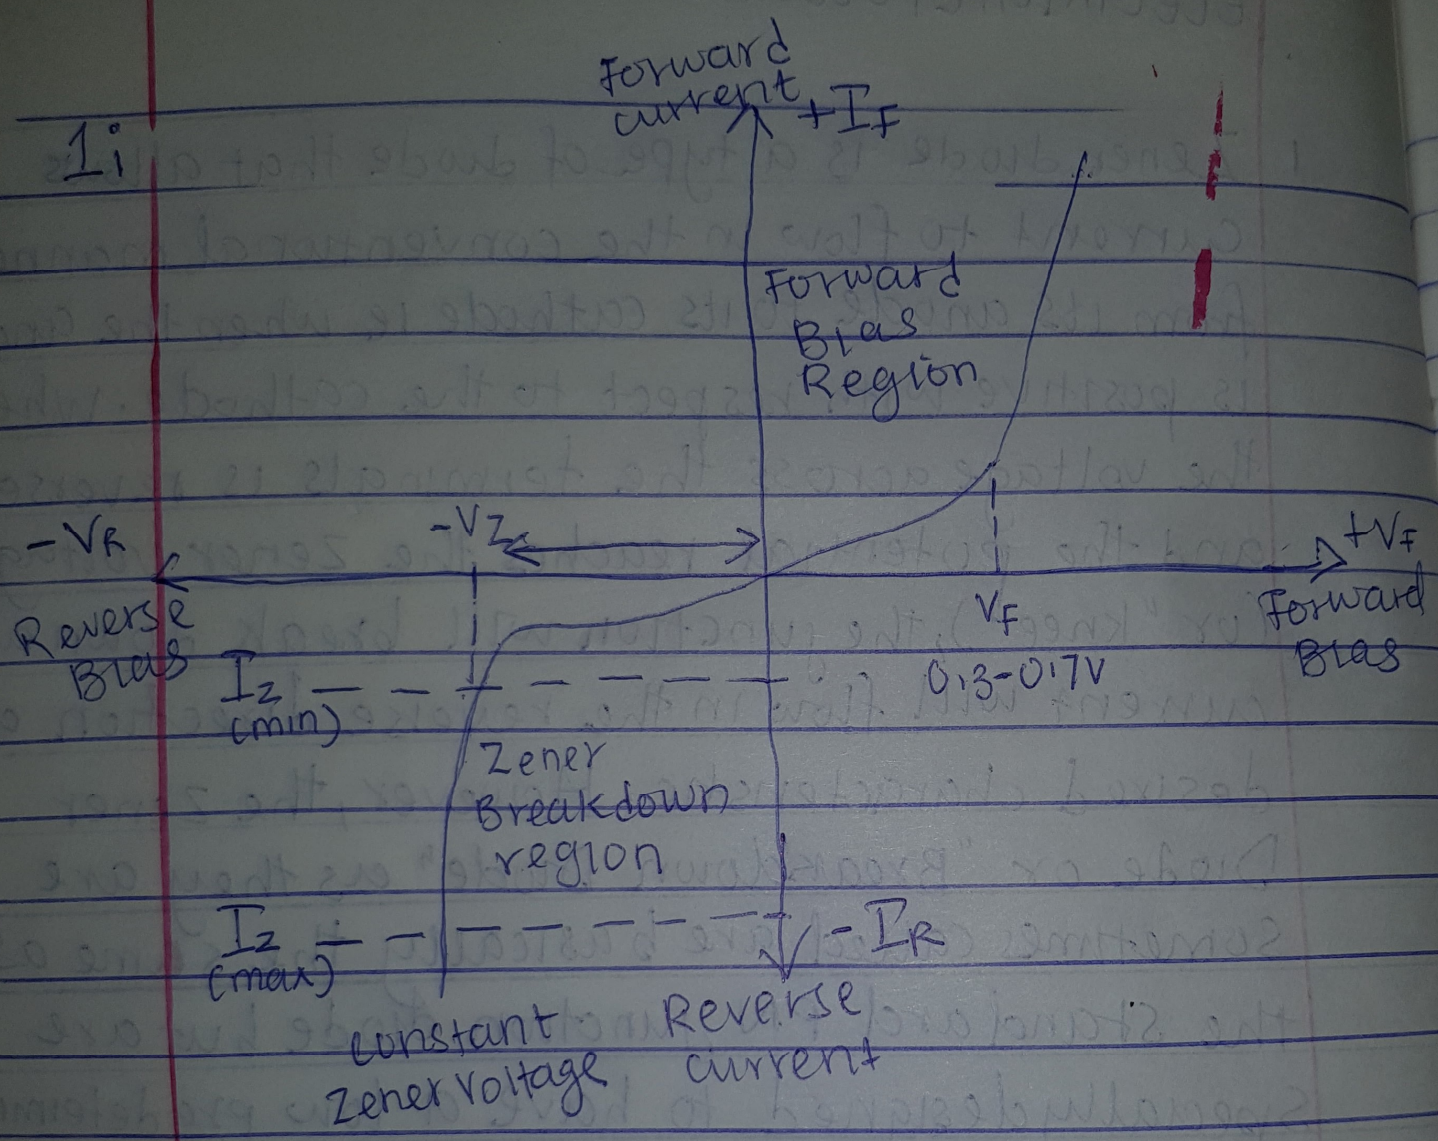 Forward
current +IF
1i
Forward
Bias
Region
-VR
-VZ
+VF
Reverse
Bias
VF
Forward
Bias
0.3-0.7V
IZ
(min)
Zener
Breakdown
region
IZ
(max)
-IR
constant
zener voltage
Reverse
current